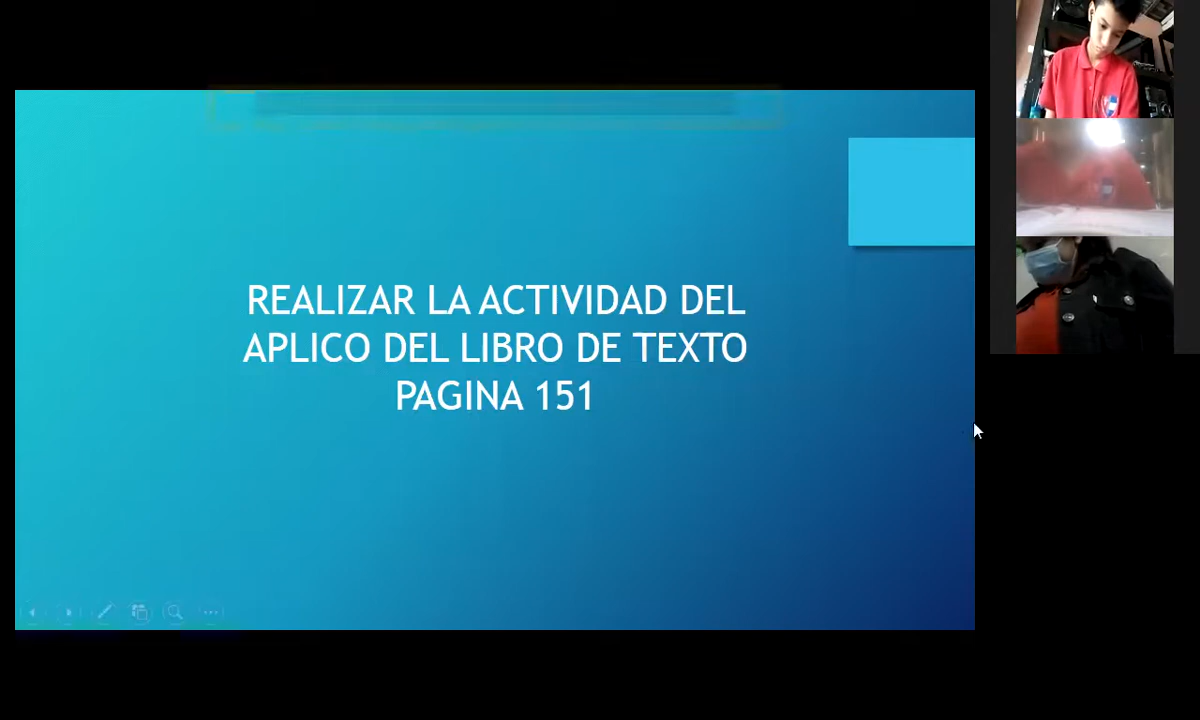 REALIZAR LA ACTIVIDAD DEL
APLICO DEL LIBRO DE TEXTO
PAGINA 151